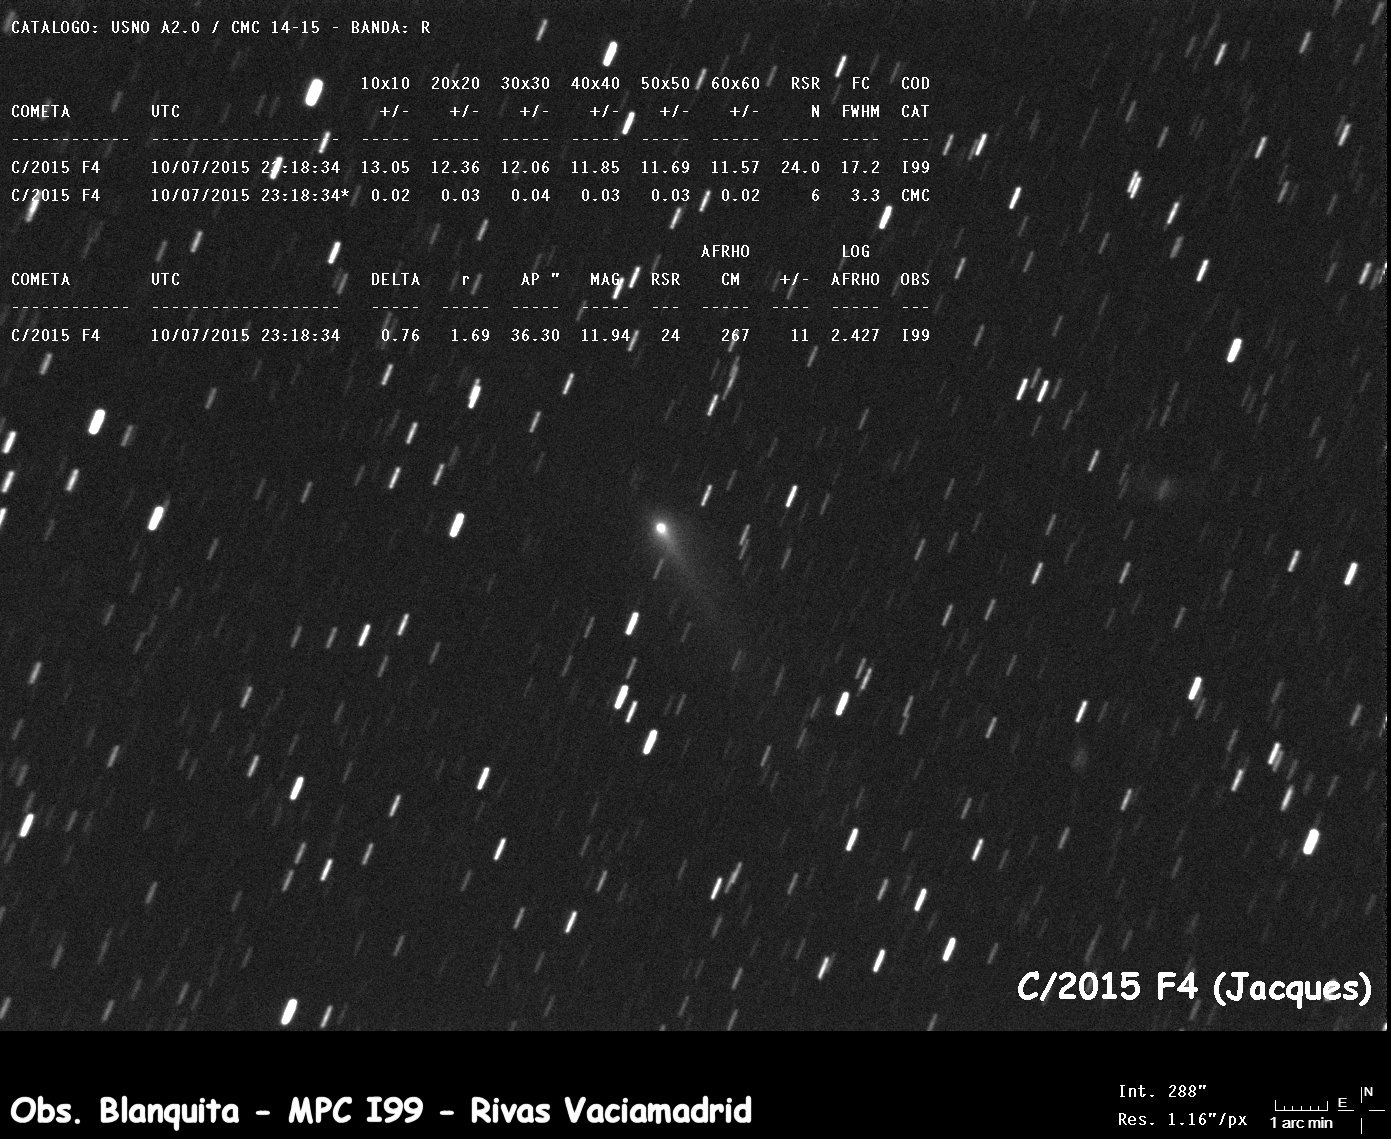 CATALOGO: USNO A2.0 / CMC 14-15 - BANDA: R
10x10 20x20 30x30 40x40 50x50 60x60 RSR FC COD
COMETA UTC +/- +/- +/- +/- +/- +/- N FWHM CAT
------------ ------------------- ----- ----- ----- ----- ----- ----- ---- ---- ---
C/2015 F4 10/07/2015 23:18:34 13.05 12.36 12.06 11.85 11.69 11.57 24.0 17.2 I99
C/2015 F4 10/07/2015 23:18:34* 0.02 0.03 0.04 0.03 0.03 0.02 6 3.3 CMC
AFRHO LOG
COMETA UTC DELTA r AP " MAG RSR CM +/- AFRHO OBS
------------ ------------------- ----- ----- ----- ----- --- ----- ---- ----- ---
C/2015 F4 10/07/2015 23:18:34 0.76 1.69 36.30 11.94 24 267 11 2.427 I99
C/2015 F4 (Jacques)
Obs. Blanquita - MPC I99 - Rivas Vaciamadrid
Int. 288"
Res. 1.16"/px
1 arc min
E N